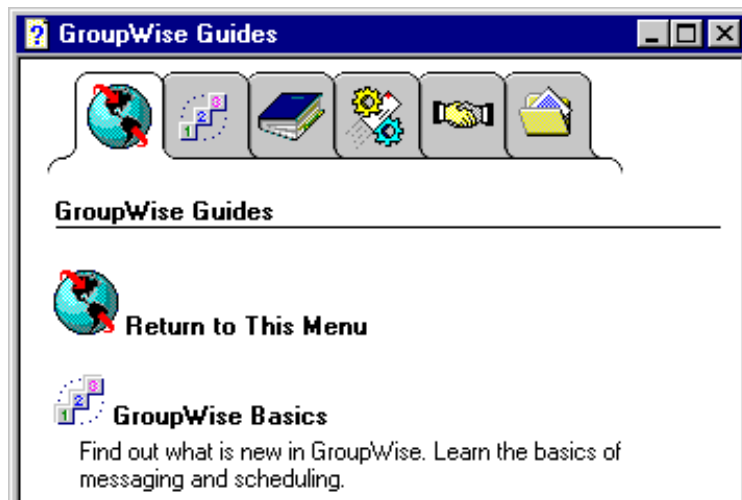 GroupWise Guides
GroupWise Guides
Return to This Menu
GroupWise Basics
Find out what is new in GroupWise. Learn the basics of
messaging and scheduling.